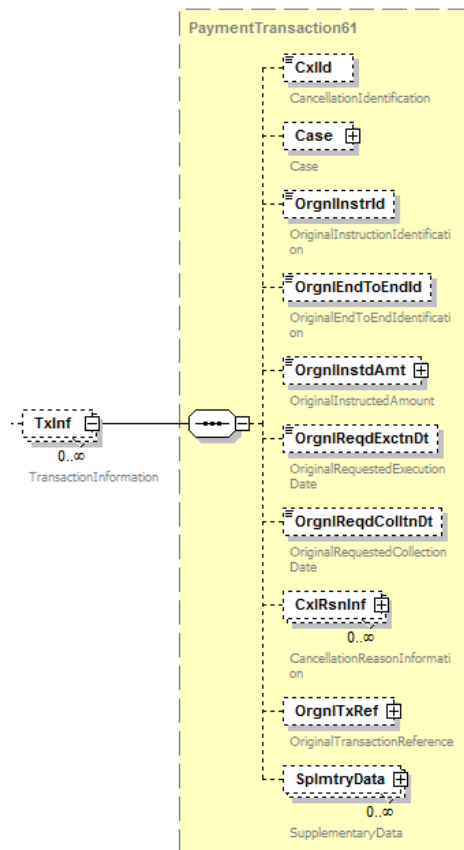 PaymentTransaction61
CxlId
CancellationIdentification
Case
Case
OrgnlInstrId
OriginalInstructionIdentificati
on
OrgnlEndToEndId
OriginalEndToEndIdentificati
on
OrgnlInstdAmt
OriginalInstructedAmount
OrgnlReqdExctnDt
OriginalRequestedExecution
Date
TxInf
0..∞
TransactionInformation
OrgnlReqdColltnDt
OriginalRequestedCollection
Date
CxlRsnInf
0..∞
CancellationReasonInformati
on
OrgnlTxRef
OriginalTransactionReference
SplmtryData
0..∞
SupplementaryData